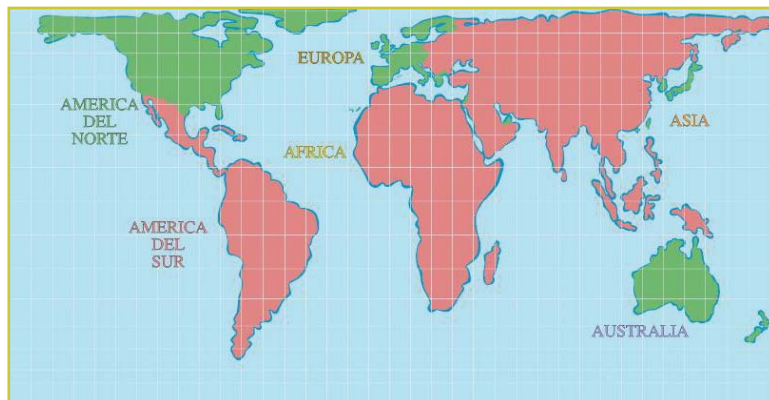 EUROPA
AMERICA
DEL
NORTE
ASIA
AFRICA
AMERICA
DEL
SUR
AUSTRALIA